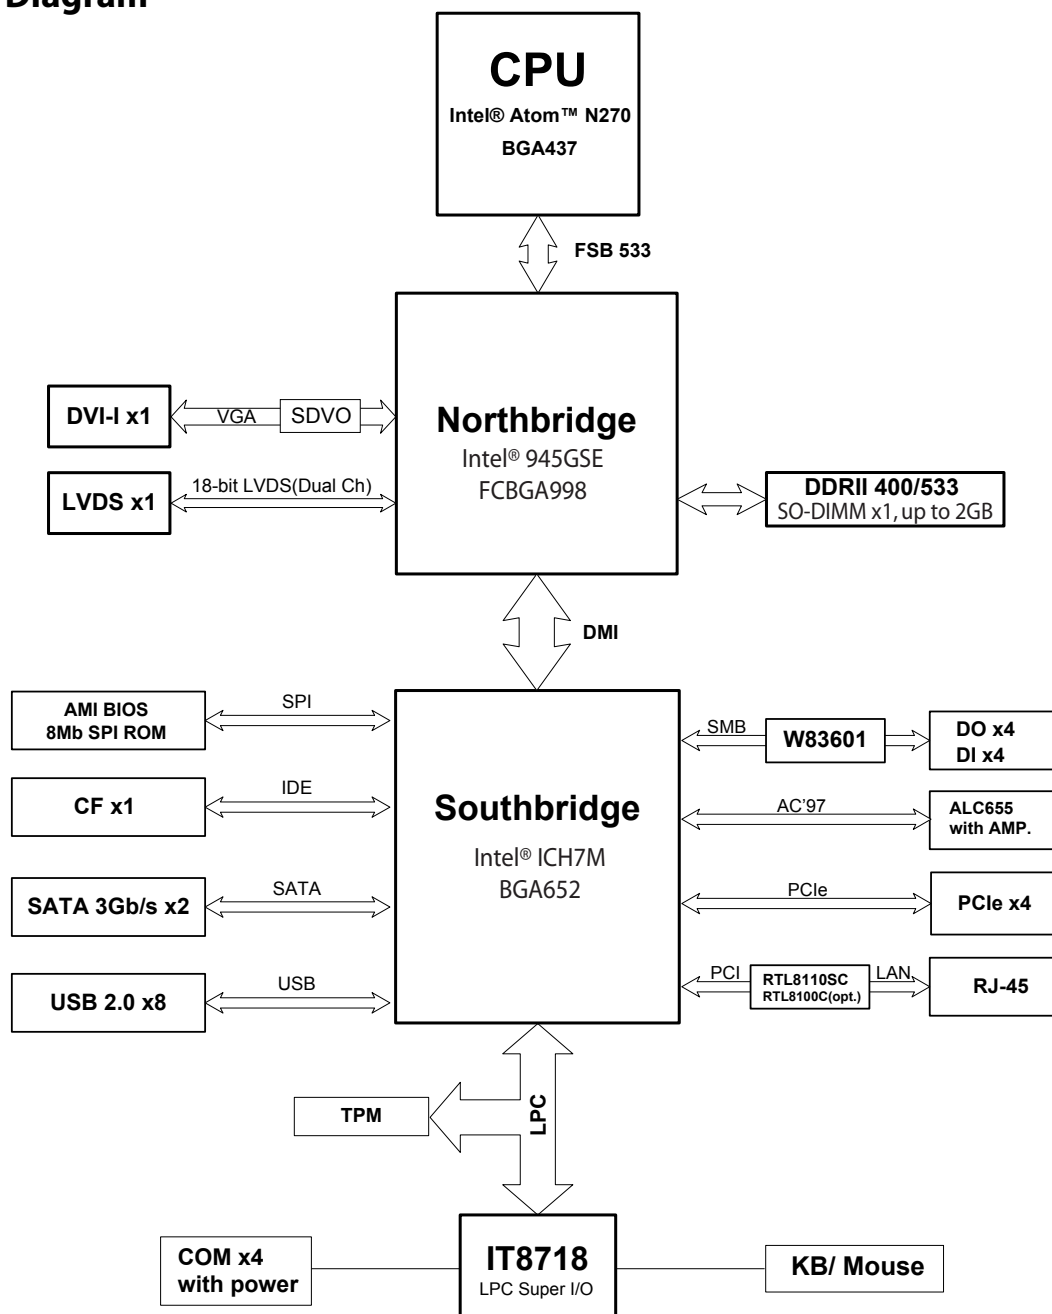 Diagram
CPU
Intel® Atom™ N270
BGA437
FSB 533
Northbridge
Intel® 945GSE
FCBGA998
DVI-I x1
VGA
SDVO
LVDS x1
18-bit LVDS(Dual Ch)
DDRII 400/533
SO-DIMM x1, up to 2GB
DMI
Southbridge
Intel® ICH7M
BGA652
AMI BIOS
8Mb SPI ROM
SPI
CF x1
IDE
SATA 3Gb/s x2
SATA
USB 2.0 x8
USB
SMB
W83601
DO x4
DI x4
AC'97
ALC655
with AMP.
PCIe
PCIe x4
PCI
RTL8110SC
RTL8100C(opt.)
LAN
RJ-45
TPM
LPC
IT8718
LPC Super I/O
COM x4
with power
KB/ Mouse